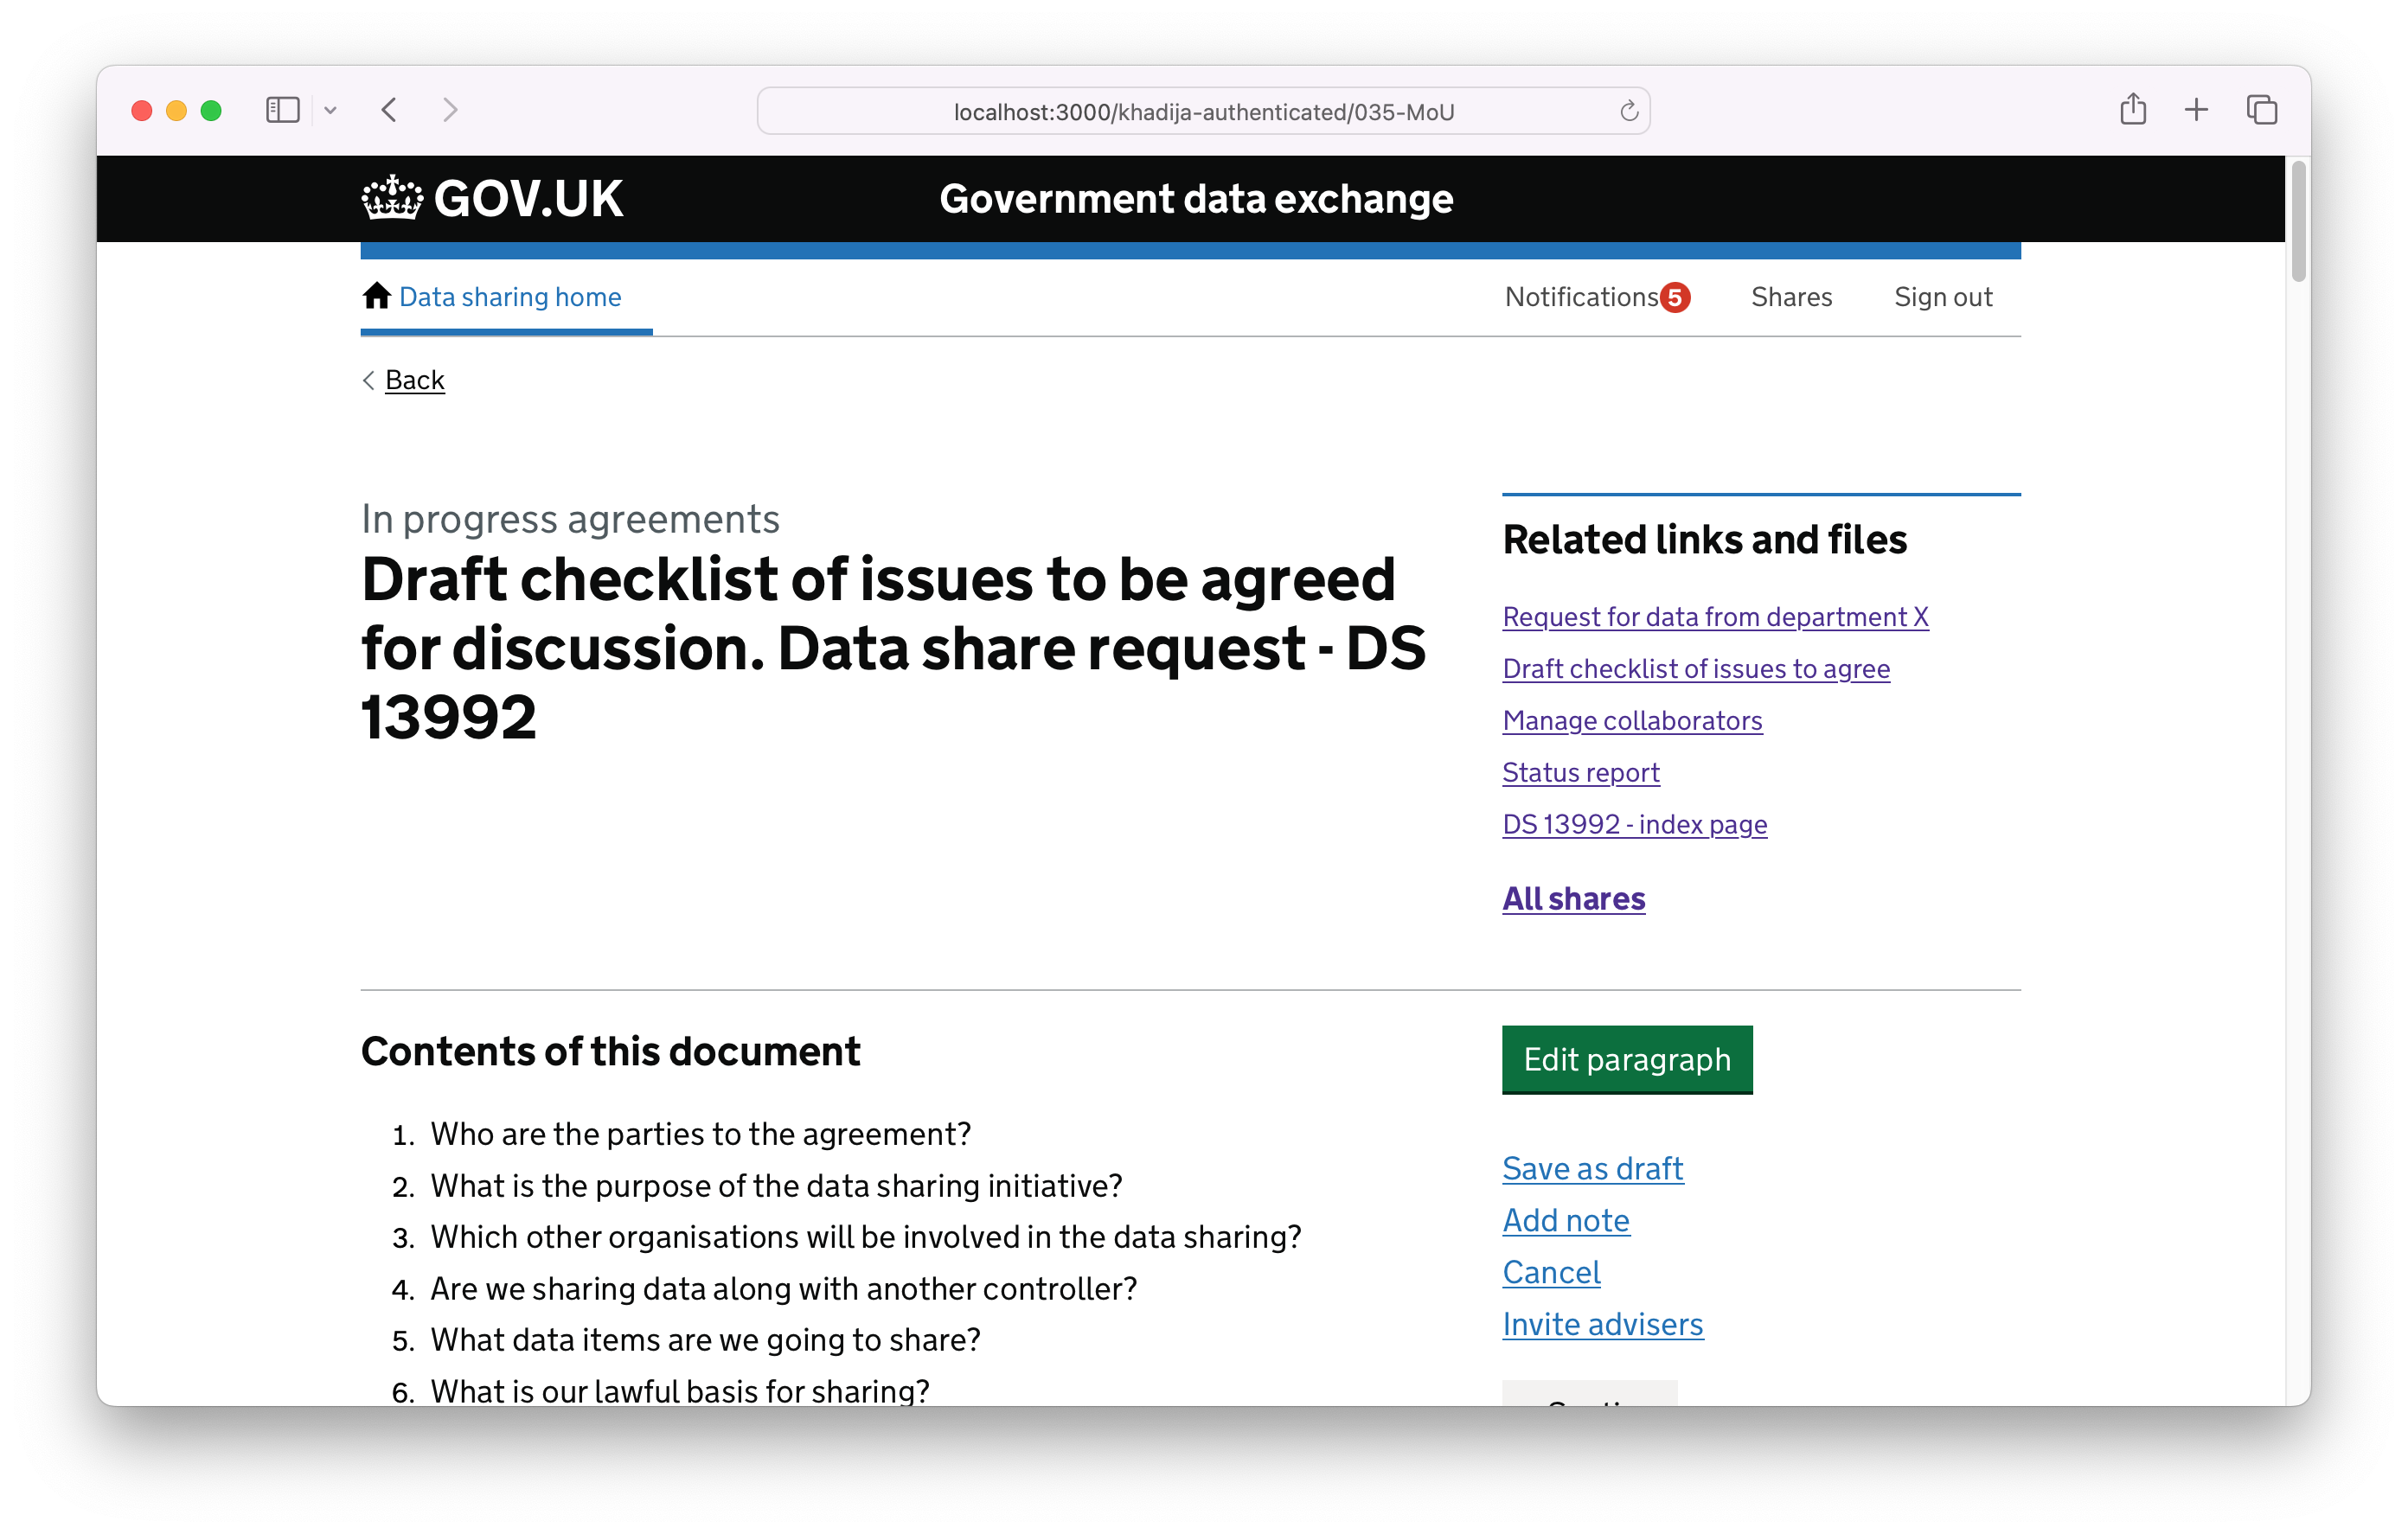 localhost:3000/khadija-authenticated/035-MoU
GOV.UK
Government data exchange
Data sharing home
Notifications 5
Shares
Sign out
Back
In progress agreements
Draft checklist of issues to be agreed
for discussion. Data share request - DS
13992
Related links and files
Request for data from department X
Draft checklist of issues to agree
Manage collaborators
Status report
DS 13992 - index page
All shares
Contents of this document
1. Who are the parties to the agreement?
2. What is the purpose of the data sharing initiative?
3. Which other organisations will be involved in the data sharing?
4. Are we sharing data along with another controller?
5. What data items are we going to share?
6. What is our lawful basis for sharing?
Edit paragraph
Save as draft
Add note
Cancel
Invite advisers